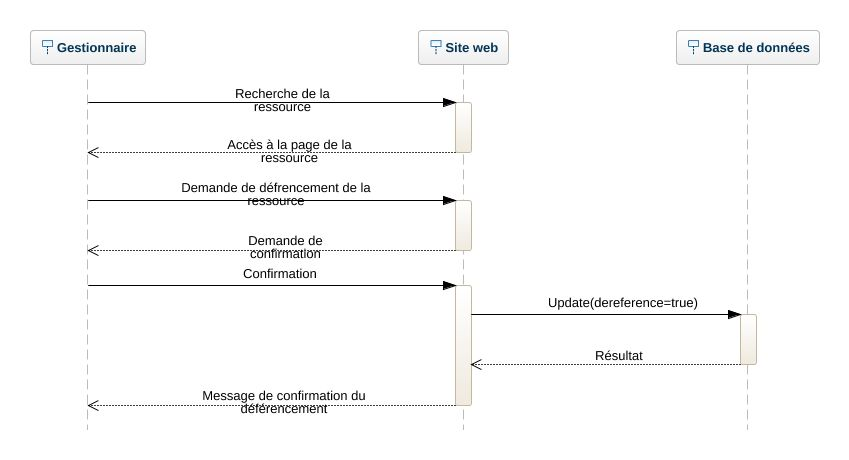 Gestionnaire
Site web
Base de données
Recherche de la
ressource
Accès à la page de la
ressource
Demande de défrencement de la
ressource
Demande de
confirmation
Confirmation
Update(dereference=true)
Résultat
Message de confirmation du
déférencement